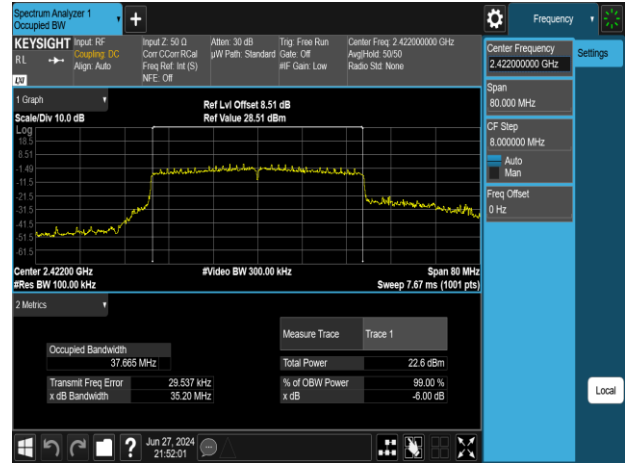 Spectrum Analyzer 1
Occupied BW
Frequency
KEYSIGHT
RL
LXI
Input: RF
Coupling: DC
Align: Auto
Input Z: 50 Ω
Corr CCorr RCal
Freq Ref: Int (S)
NFE: Off
Atten: 30 dB
µW Path: Standard
Trig: Free Run
Gate: Off
#IF Gain: Low
Center Freq: 2.422000000 GHz
Avg|Hold: 50/50
Radio Std: None
Center Frequency
2.422000000 GHz
Settings
Span
80.000 MHz
CF Step
8.000000 MHz
Auto
Man
Freq Offset
0 Hz
Local
1 Graph
Scale/Div 10.0 dB
Ref Lvl Offset 8.51 dB
Ref Value 28.51 dBm
Log
18.5
8.51
-1.49
-11.5
-21.5
-31.5
-41.5
-51.5
-61.5
Center 2.42200 GHz
#Res BW 100.00 kHz
#Video BW 300.00 kHz
Span 80 MHz
Sweep 7.67 ms (1001 pts)
2 Metrics
Measure Trace Trace 1
Occupied Bandwidth
37.665 MHz
Total Power 22.6 dBm
Transmit Freq Error 29.537 kHz
% of OBW Power 99.00 %
x dB Bandwidth 35.20 MHz
x dB -6.00 dB
?
Jun 27, 2024
21:52:01